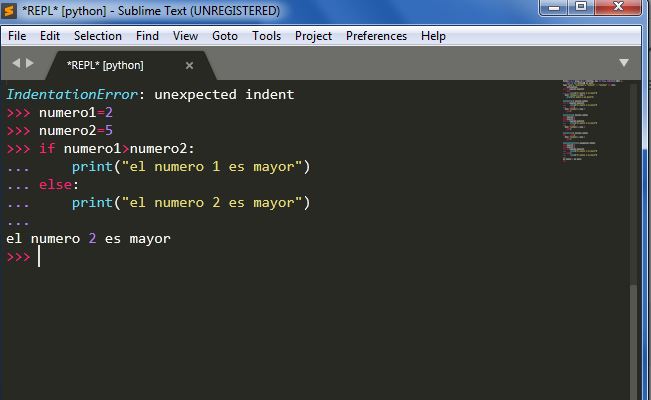 *REPL* [python] - Sublime Text (UNREGISTERED)
File Edit Selection Find View Goto Tools Project Preferences Help
*REPL* [python]
IndentationError: unexpected indent
>>> numero1=2
>>> numero2=5
>>> if numero1>numero2:
...     print("el numero 1 es mayor")
... else:
...     print("el numero 2 es mayor")
...
el numero 2 es mayor
>>>